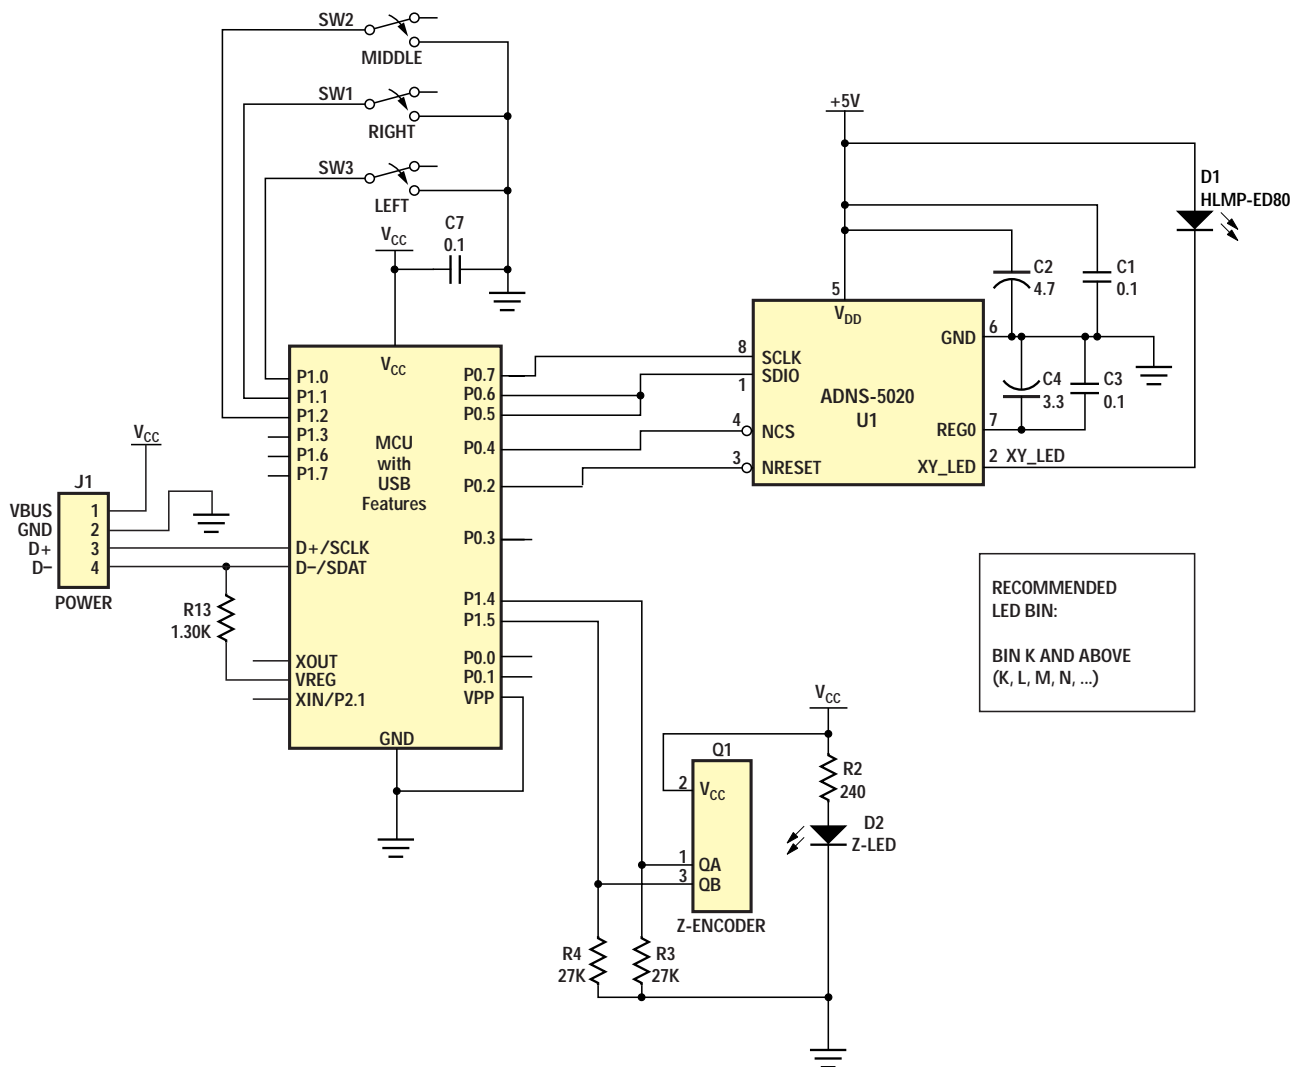 SW2
MIDDLE
SW1
RIGHT
SW3
LEFT
C7
0.1
VCC
+5V
D1
HLMP-ED80
C2
4.7
C1
0.1
5
VDD
GND 6
8 SCLK
1 SDIO
ADNS-5020
U1
C4
3.3
C3
0.1
4 NCS
REG0 7
3 NRESET
XY_LED 2 XY_LED
VCC
P1.0
P1.1
P1.2
P1.3
P1.6
P1.7
MCU
with
USB
Features
P0.7
P0.6
P0.5
P0.4
P0.2
P0.3
VCC
J1
VBUS 1
GND 2
D+ 3
D− 4
POWER
D+/SCLK
D−/SDAT
R13
1.30K
XOUT
VREG
XIN/P2.1
P1.4
P1.5
P0.0
P0.1
VPP
GND
RECOMMENDED
LED BIN:
BIN K AND ABOVE
(K, L, M, N, ...)
VCC
Q1
2 VCC
R2
240
D2
Z-LED
1 QA
3 QB
Z-ENCODER
R4
27K
R3
27K